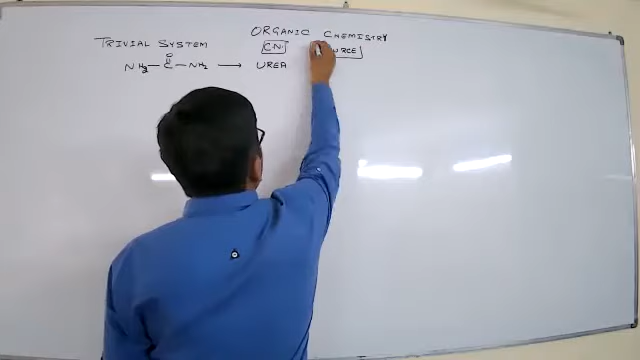 ORGANIC CHEMISTRY
TRIVIAL SYSTEM
C.N.
NH2–C–NH2 → UREA
O